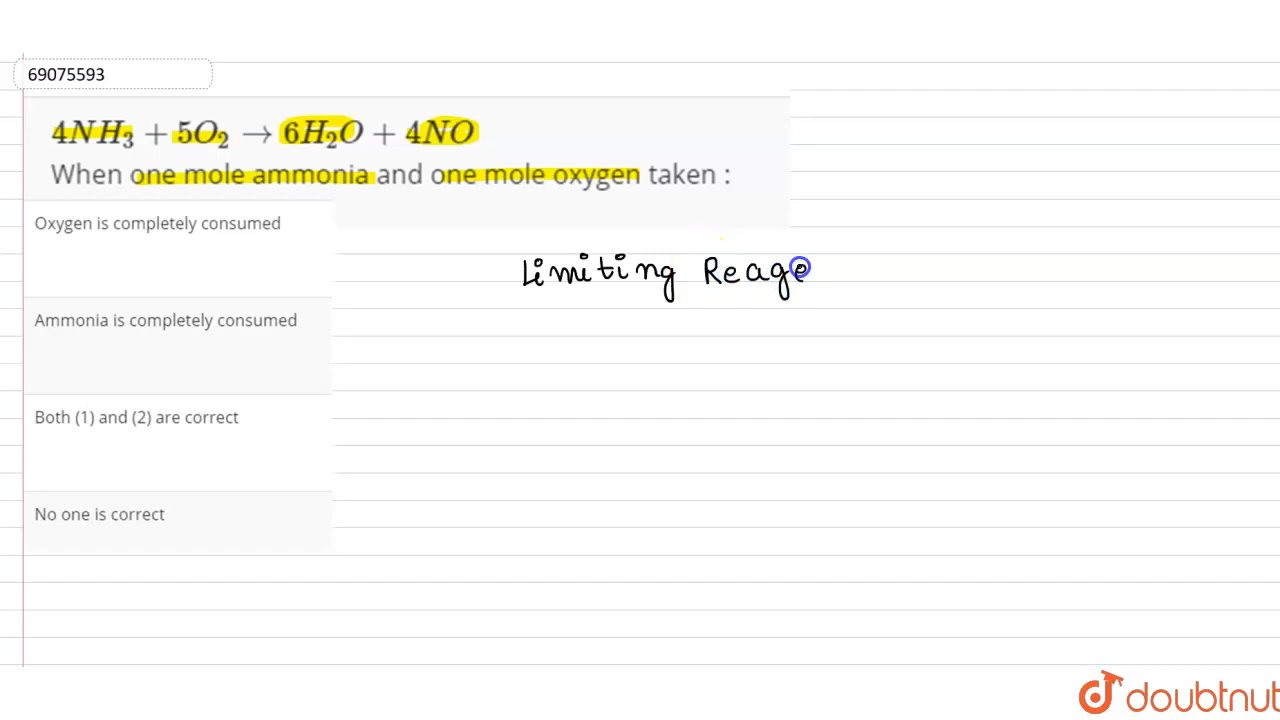 69075593
4NH₃ + 5O₂ → 6H₂O + 4NO
When one mole ammonia and one mole oxygen taken :
Oxygen is completely consumed
Limiting Reage
Ammonia is completely consumed
Both (1) and (2) are correct
No one is correct
doubtnut